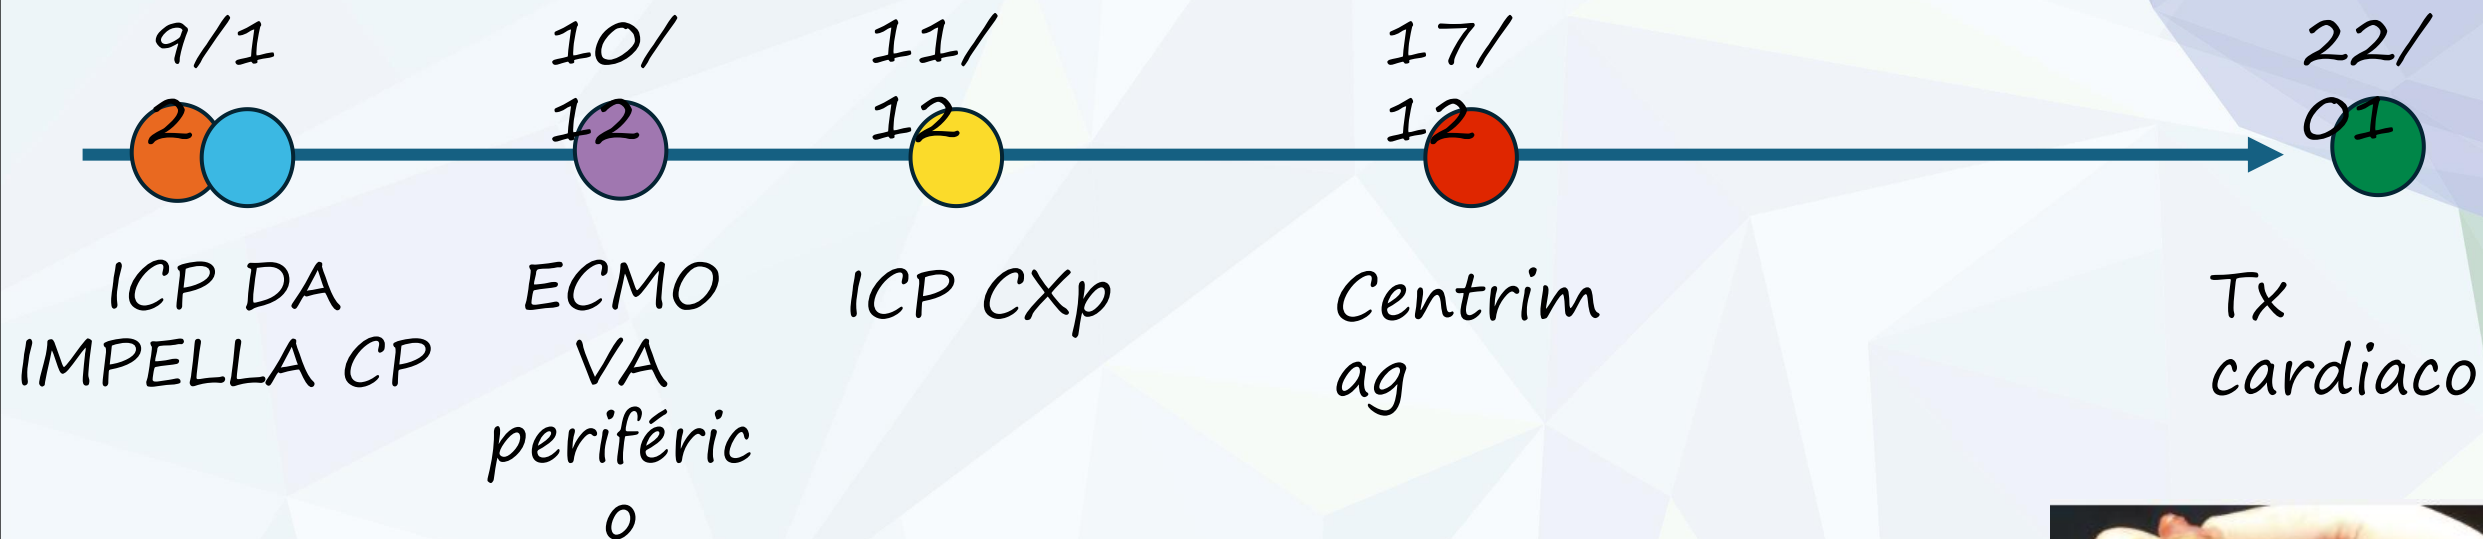 9/1
2
10/
12
11/
12
17/
12
22/
01
ICP DA
IMPELLA CP
ECMO
VA
periféric
o
ICP CXp
Centrim
ag
Tx
cardiaco